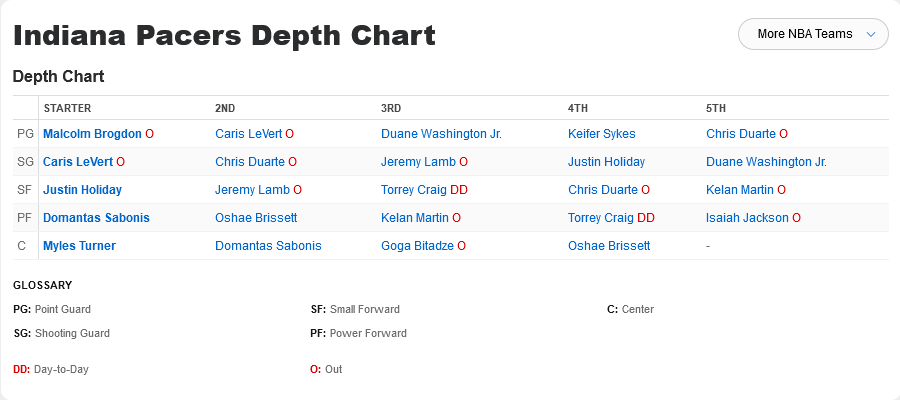 Indiana Pacers Depth Chart
More NBA Teams
Depth Chart
STARTER 2ND 3RD 4TH 5TH
PG Malcolm Brogdon O Caris LeVert O Duane Washington Jr. Keifer Sykes Chris Duarte O
SG Caris LeVert O Chris Duarte O Jeremy Lamb O Justin Holiday Duane Washington Jr.
SF Justin Holiday Jeremy Lamb O Torrey Craig DD Chris Duarte O Kelan Martin O
PF Domantas Sabonis Oshae Brissett Kelan Martin O Torrey Craig DD Isaiah Jackson O
C Myles Turner Domantas Sabonis Goga Bitadze O Oshae Brissett -
GLOSSARY
PG: Point Guard SF: Small Forward C: Center
SG: Shooting Guard PF: Power Forward
DD: Day-to-Day O: Out